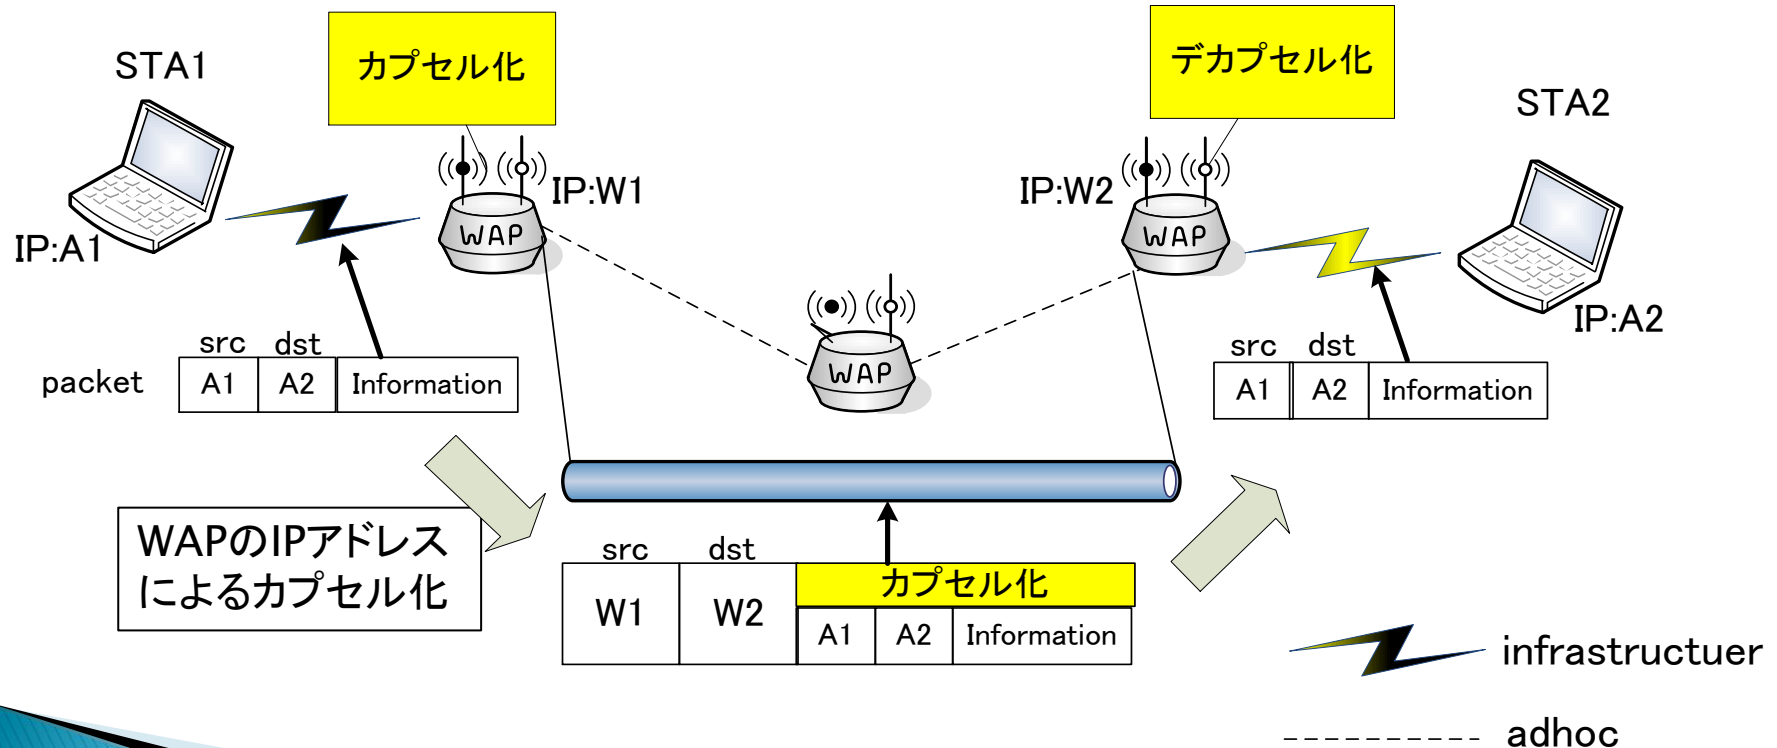 STA1
カプセル化
デカプセル化
STA2
IP:A1
WAP
IP:W1
IP:W2
WAP
IP:A2
WAP
src dst
packet A1 A2 Information
src dst
A1 A2 Information
WAPのIPアドレス
によるカプセル化
src dst
W1 W2 カプセル化
A1 A2 Information
infrastructuer
adhoc